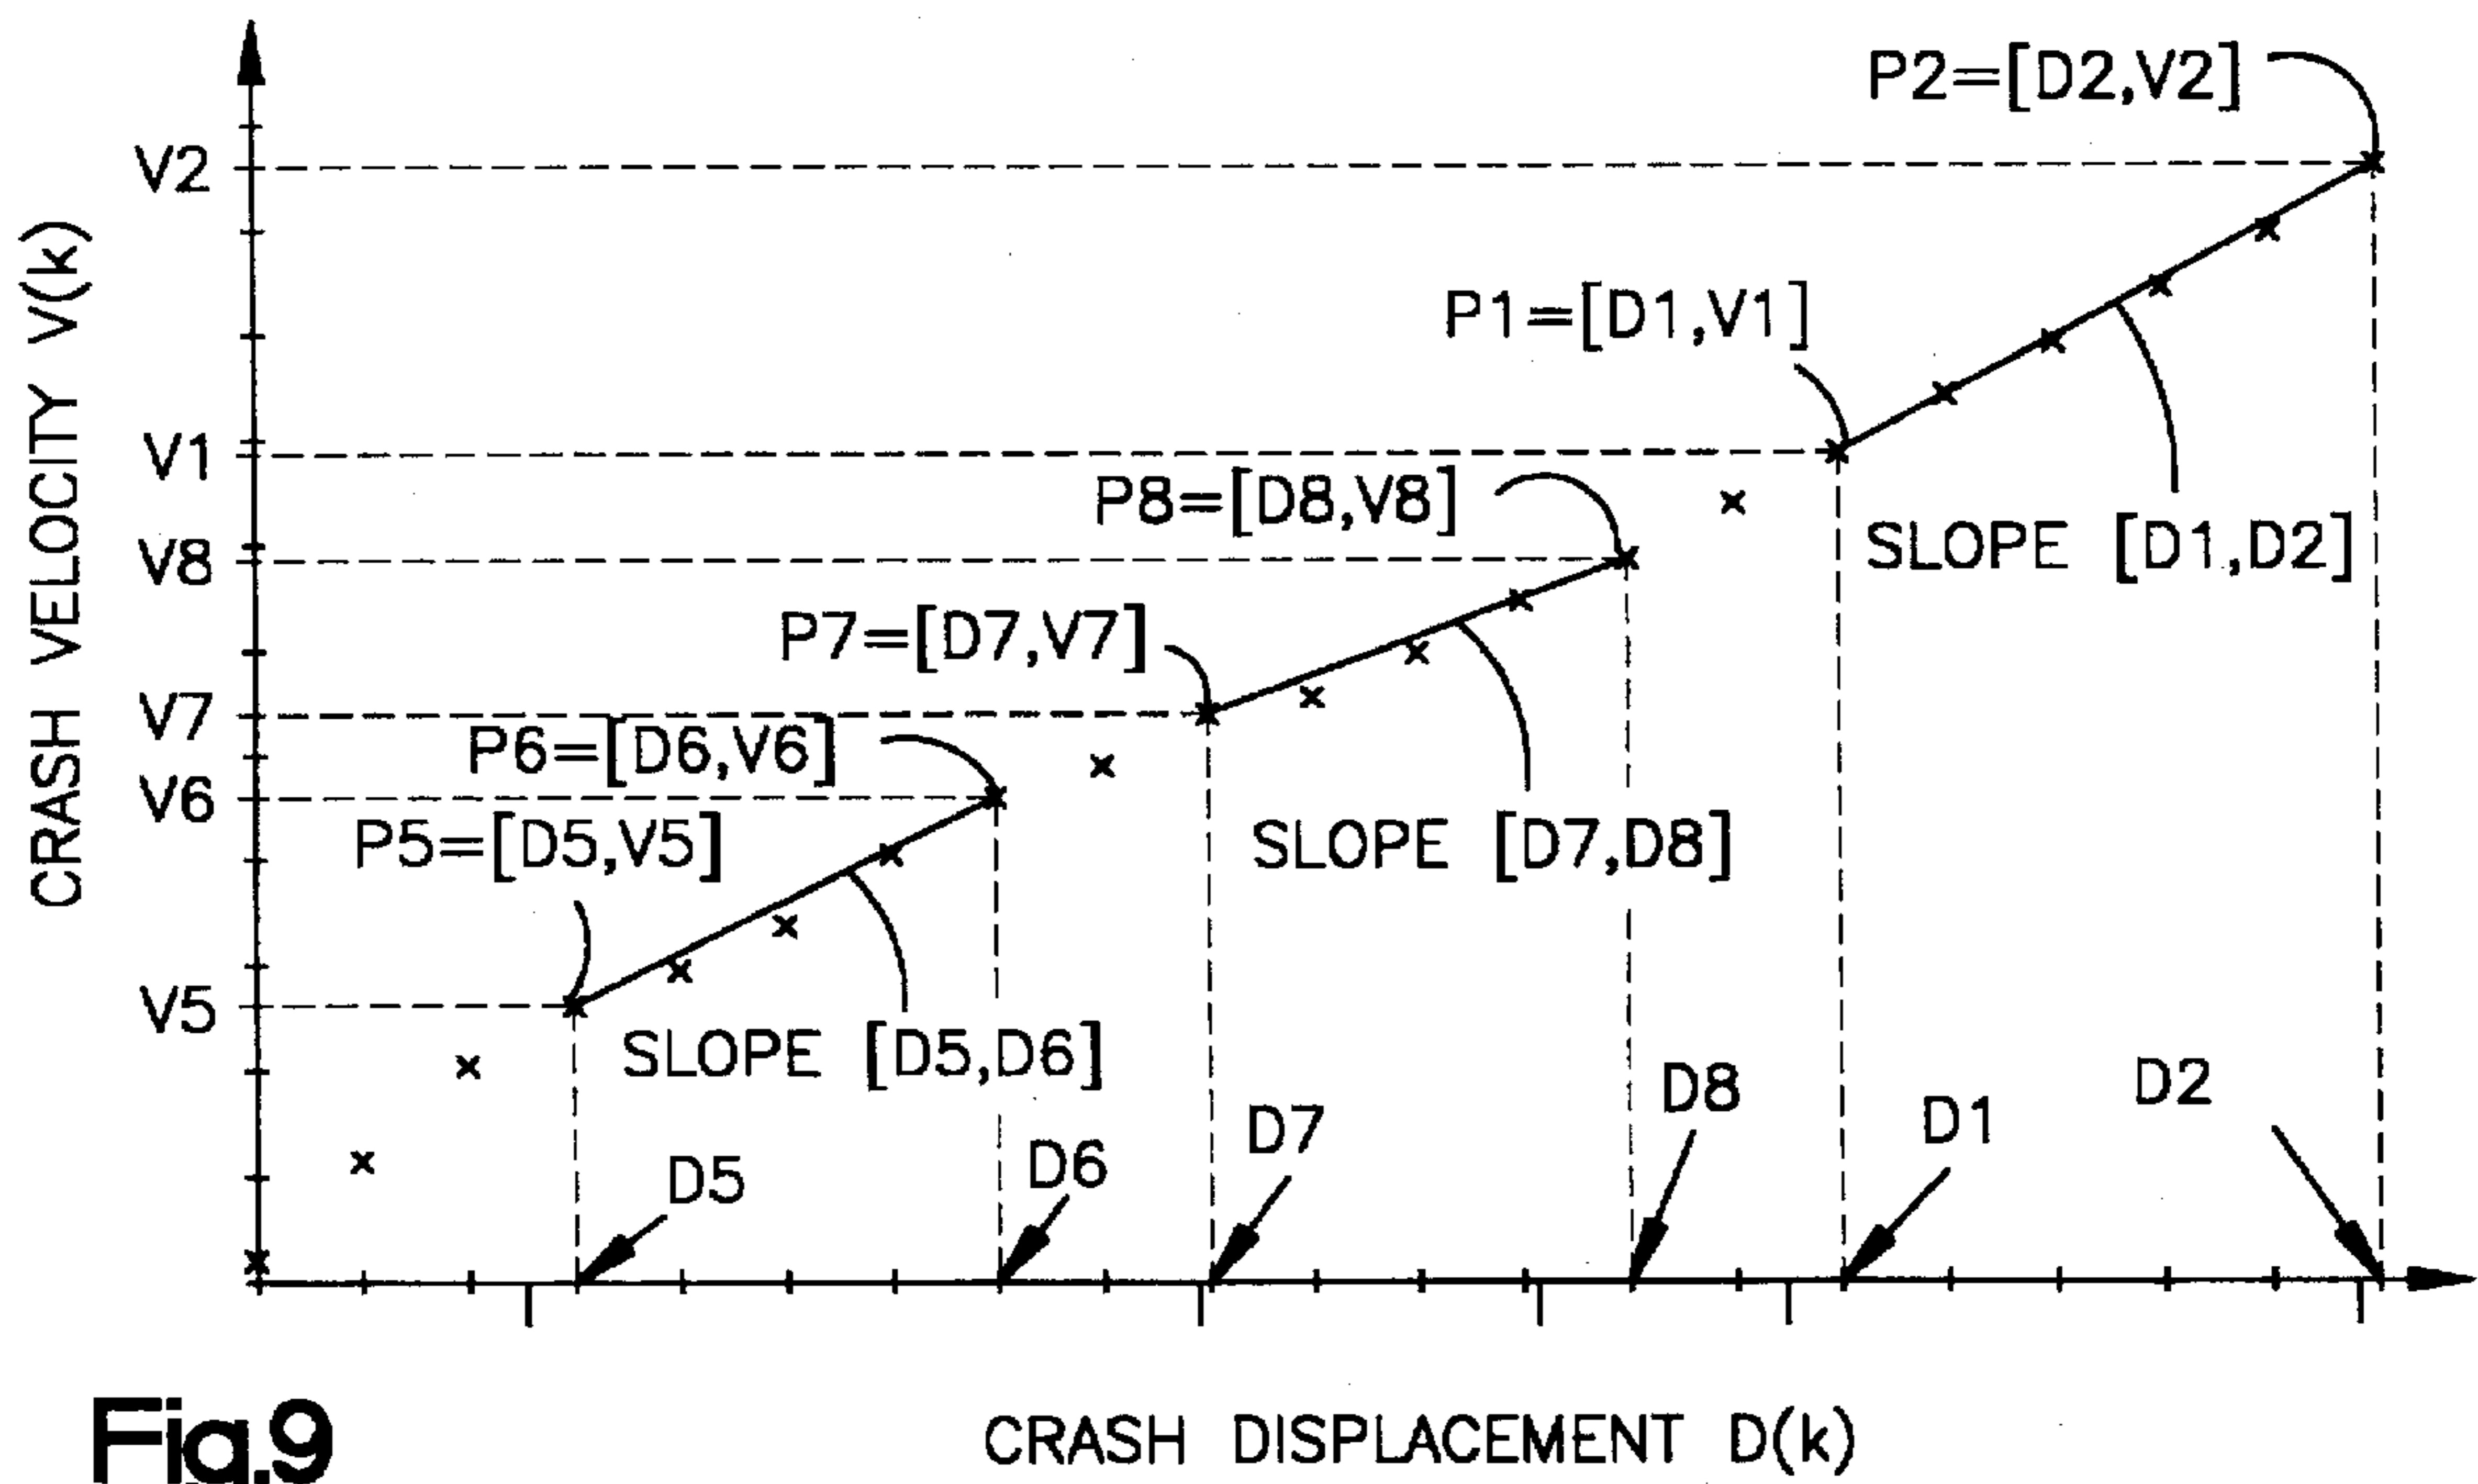 P2=[D2,V2]
V2
P1=[D1,V1]
V1
P8=[D8,V8]
SLOPE [D1,D2]
V8
P7=[D7,V7]
V7
P6=[D6,V6]
V6
P5=[D5,V5]
SLOPE [D7,D8]
V5
SLOPE [D5,D6]
CRASH VELOCITY V(k)
D5
D6
D7
D8
D1
D2
CRASH DISPLACEMENT D(k)
Fig.9